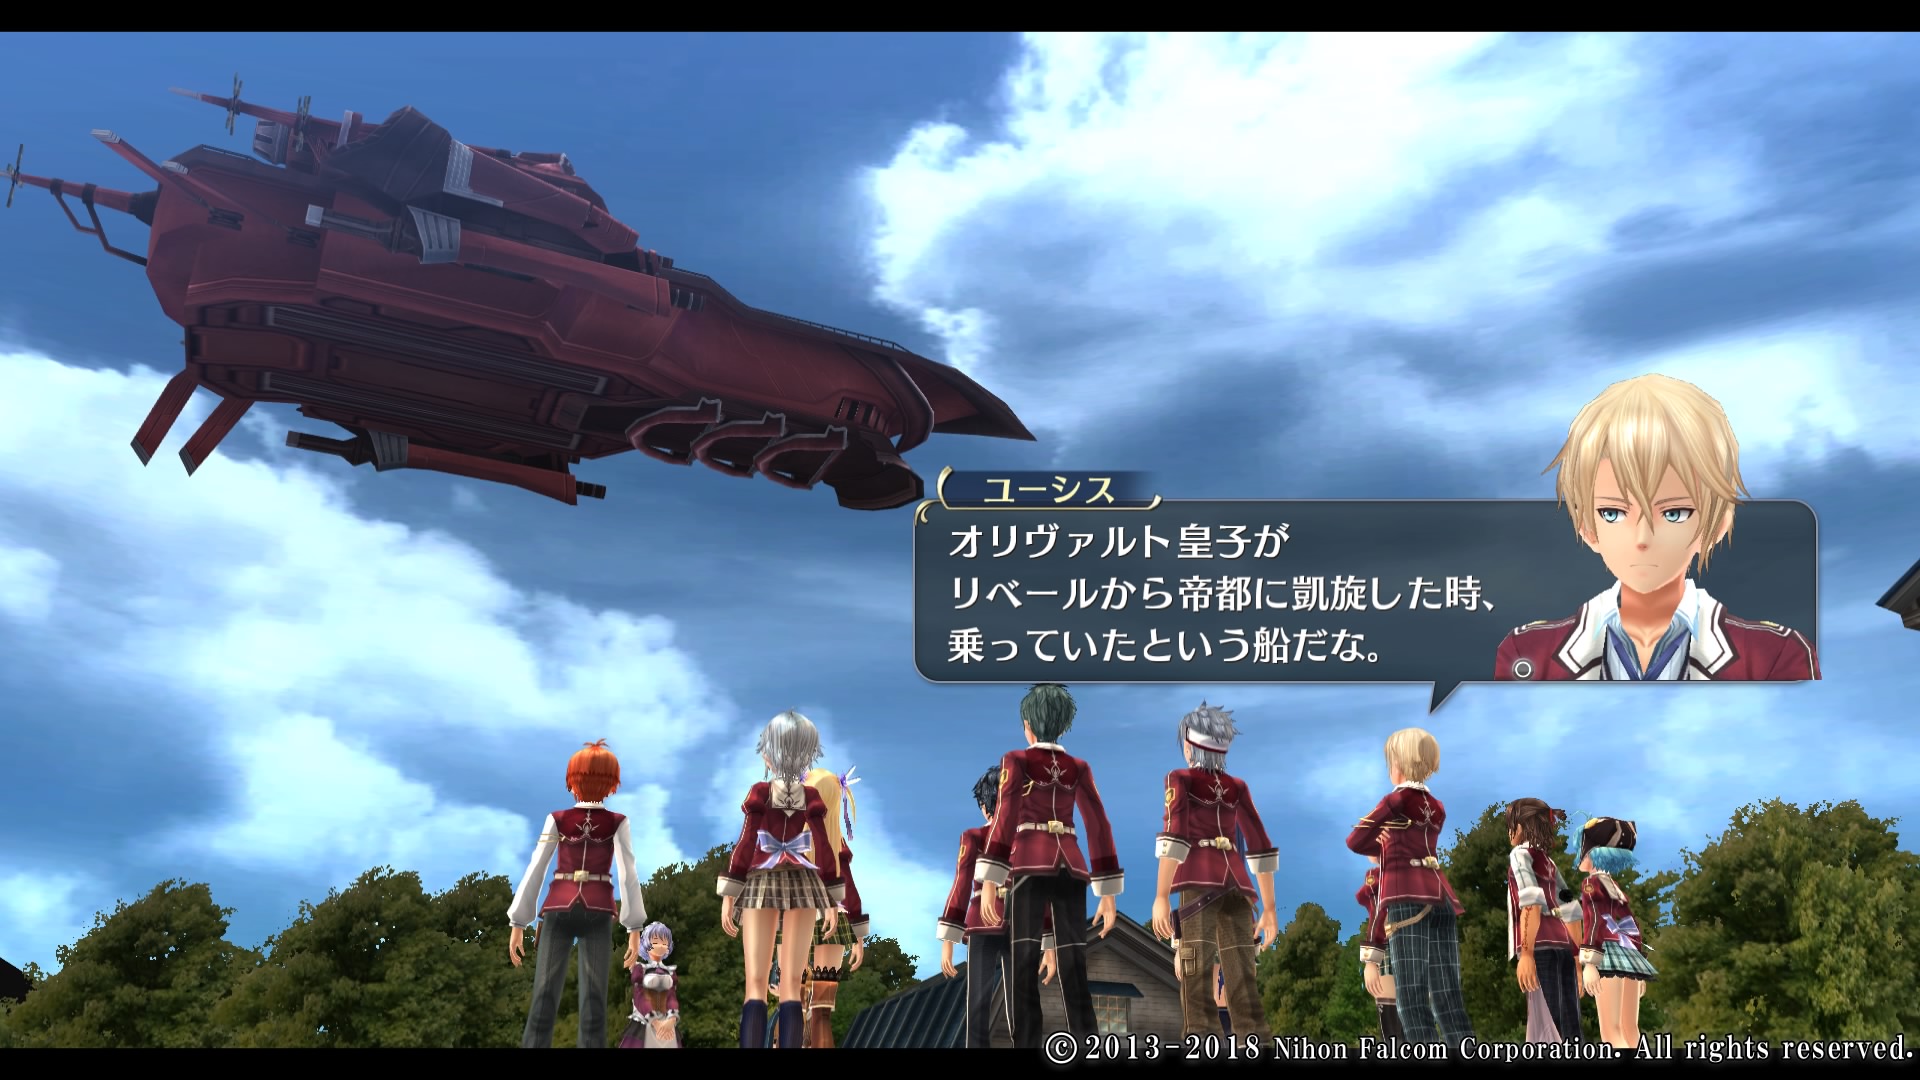 ユーシス
オリヴァルト皇子が
リベールから帝都に凱旋した時、
乗っていたという船だな。
©2013-2018 Nihon Falcom Corporation. All rights reserved.